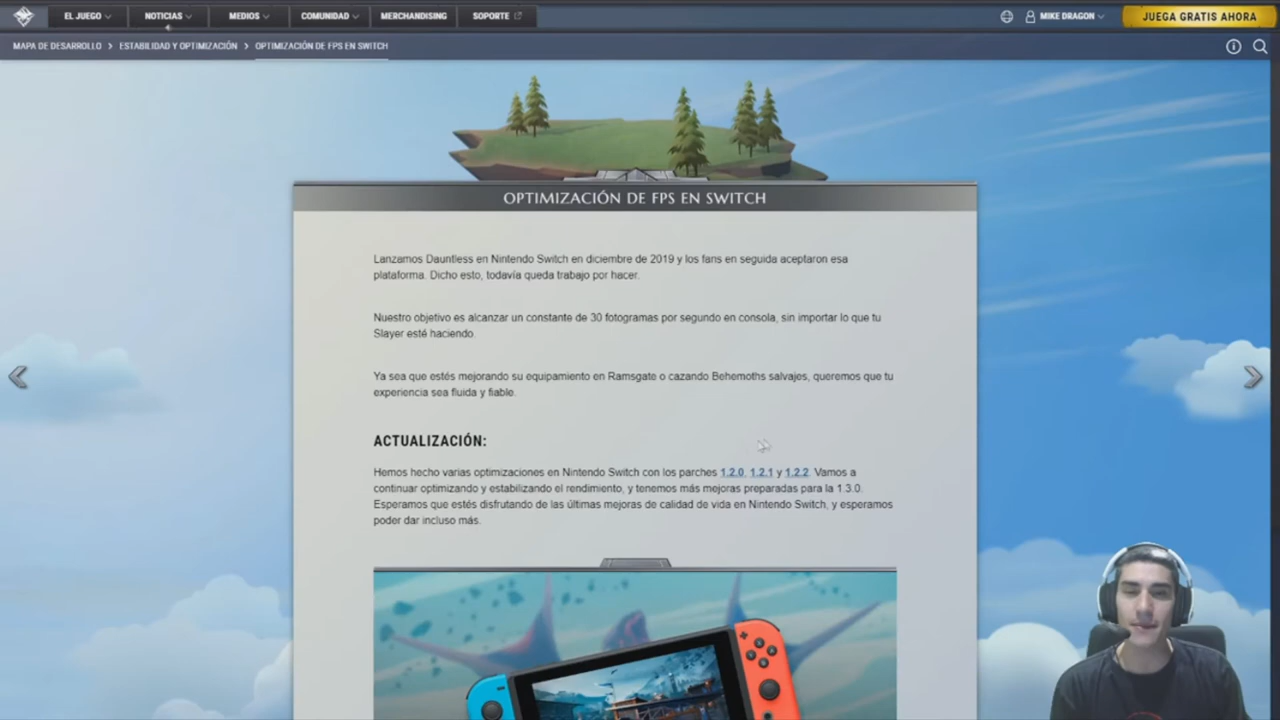 EL JUEGO
NOTICIAS
MEDIOS
COMUNIDAD
MERCHANDISING
SOPORTE
MIKE DRAGON
JUEGA GRATIS AHORA
MAPA DE DESARROLLO > ESTABILIDAD Y OPTIMIZACIÓN > OPTIMIZACIÓN DE FPS EN SWITCH
OPTIMIZACIÓN DE FPS EN SWITCH
Lanzamos Dauntless en Nintendo Switch en diciembre de 2019 y los fans en seguida aceptaron esa
plataforma. Dicho esto, todavía queda trabajo por hacer.
Nuestro objetivo es alcanzar un constante de 30 fotogramas por segundo en consola, sin importar lo que tu
Slayer esté haciendo.
Ya sea que estés mejorando su equipamiento en Ramsgate o cazando Behemoths salvajes, queremos que tu
experiencia sea fluida y fiable.
ACTUALIZACIÓN:
Hemos hecho varias optimizaciones en Nintendo Switch con los parches 1.2.0, 1.2.1 y 1.2.2. Vamos a
continuar optimizando y estabilizando el rendimiento, y tenemos más mejoras preparadas para la 1.3.0.
Esperamos que estés disfrutando de las últimas mejoras de calidad de vida en Nintendo Switch, y esperamos
poder dar incluso más.